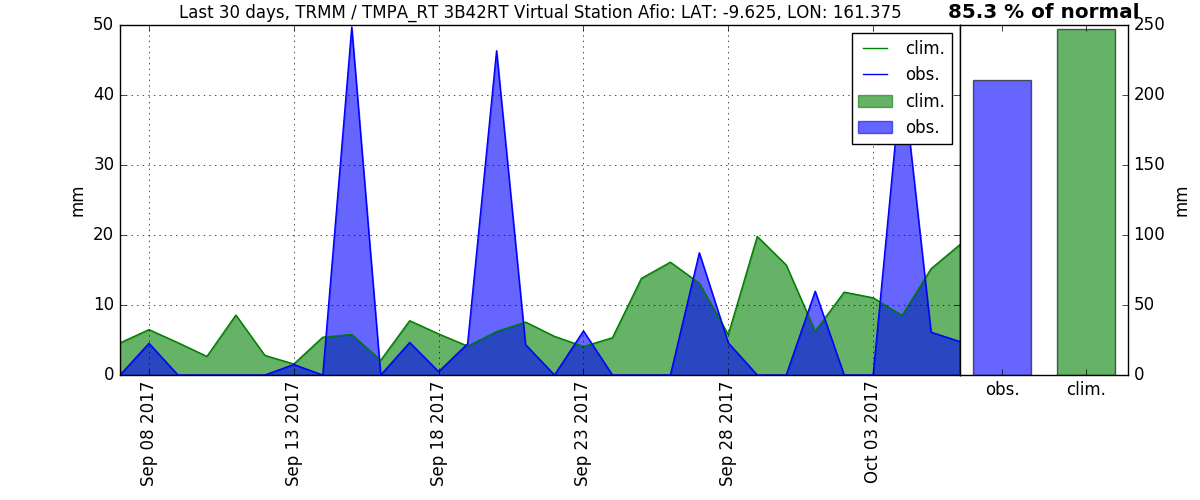 Last 30 days, TRMM / TMPA_RT 3B42RT Virtual Station Afio: LAT: -9.625, LON: 161.375
85.3 % of normal
50
40
30
20
10
0
mm
clim.
obs.
clim.
obs.
250
200
150
100
50
0
mm
Sep 08 2017
Sep 13 2017
Sep 18 2017
Sep 23 2017
Sep 28 2017
Oct 03 2017
obs.
clim.